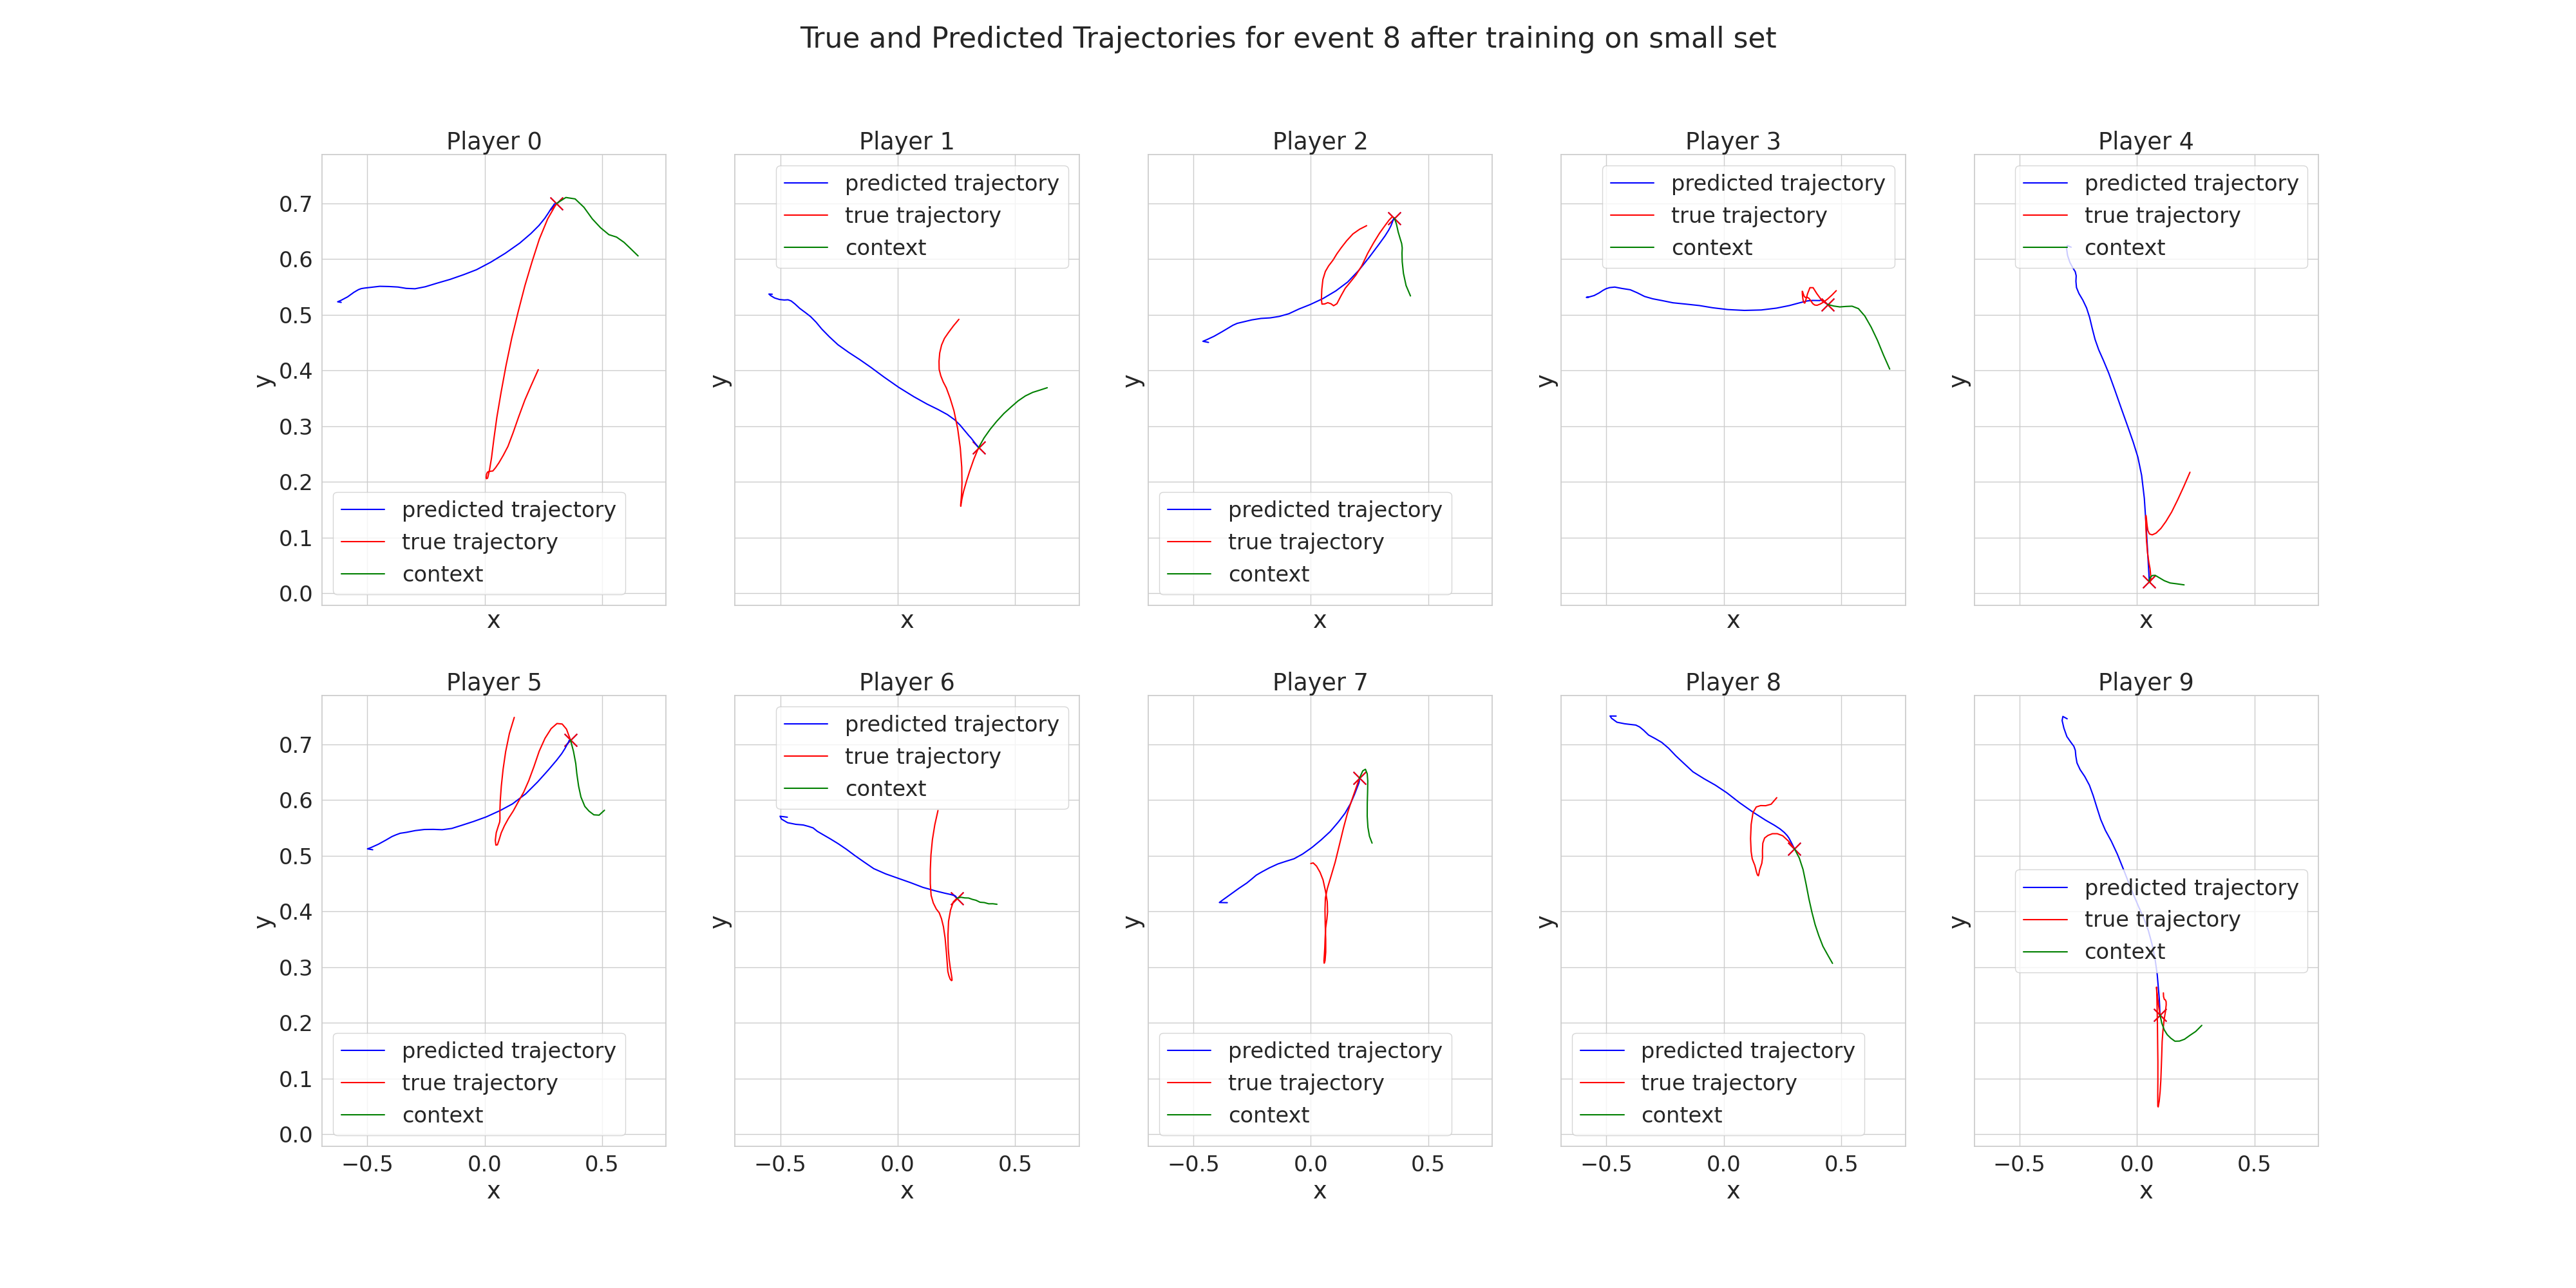 True and Predicted Trajectories for event 8 after training on small set
Player 0
Player 1
Player 2
Player 3
Player 4
predicted trajectory
true trajectory
context
predicted trajectory
true trajectory
context
predicted trajectory
true trajectory
context
predicted trajectory
true trajectory
context
predicted trajectory
true trajectory
context
0.7
0.6
0.5
0.4
0.3
0.2
0.1
0.0
y
y
y
y
y
x
x
x
x
x
Player 5
Player 6
Player 7
Player 8
Player 9
predicted trajectory
true trajectory
context
predicted trajectory
true trajectory
context
predicted trajectory
true trajectory
context
predicted trajectory
true trajectory
context
predicted trajectory
true trajectory
context
0.7
0.6
0.5
0.4
0.3
0.2
0.1
0.0
y
y
y
y
y
−0.5 0.0 0.5
−0.5 0.0 0.5
−0.5 0.0 0.5
−0.5 0.0 0.5
−0.5 0.0 0.5
x
x
x
x
x